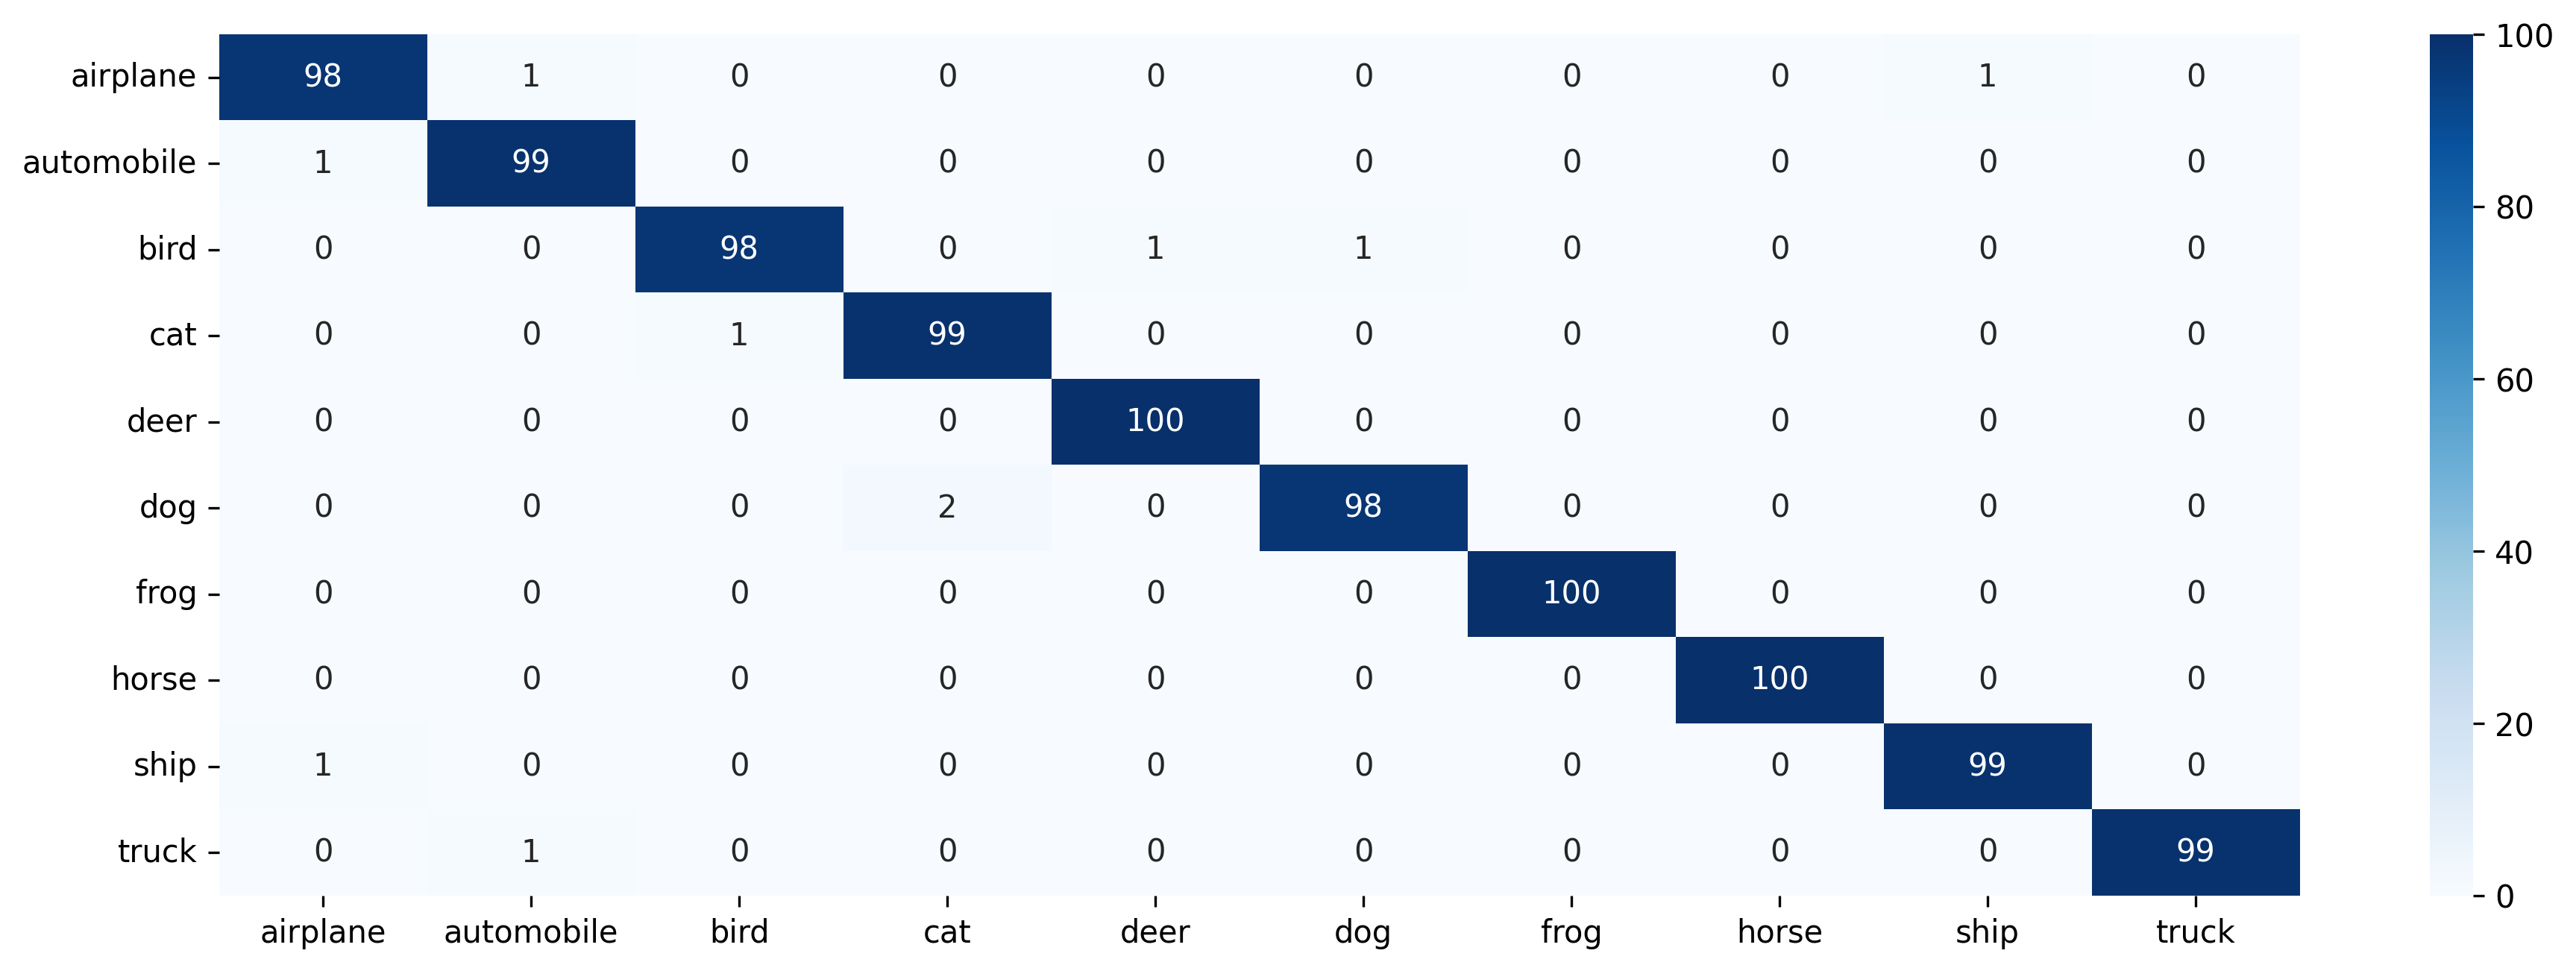 airplane 98 1 0 0 0 0 0 0 1 0
automobile 1 99 0 0 0 0 0 0 0 0
bird 0 0 98 0 1 1 0 0 0 0
cat 0 0 1 99 0 0 0 0 0 0
deer 0 0 0 0 100 0 0 0 0 0
dog 0 0 0 2 0 98 0 0 0 0
frog 0 0 0 0 0 0 100 0 0 0
horse 0 0 0 0 0 0 0 100 0 0
ship 1 0 0 0 0 0 0 0 99 0
truck 0 1 0 0 0 0 0 0 0 99
airplane automobile bird cat deer dog frog horse ship truck
100
80
60
40
20
0